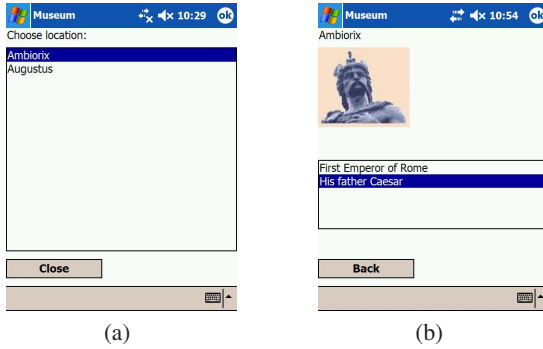 Museum 10:29 ok
Choose location:
Ambiorix
Augustus
Close
(a)
Museum 10:54 ok
Ambiorix
First Emperor of Rome
His father Caesar
Back
(b)